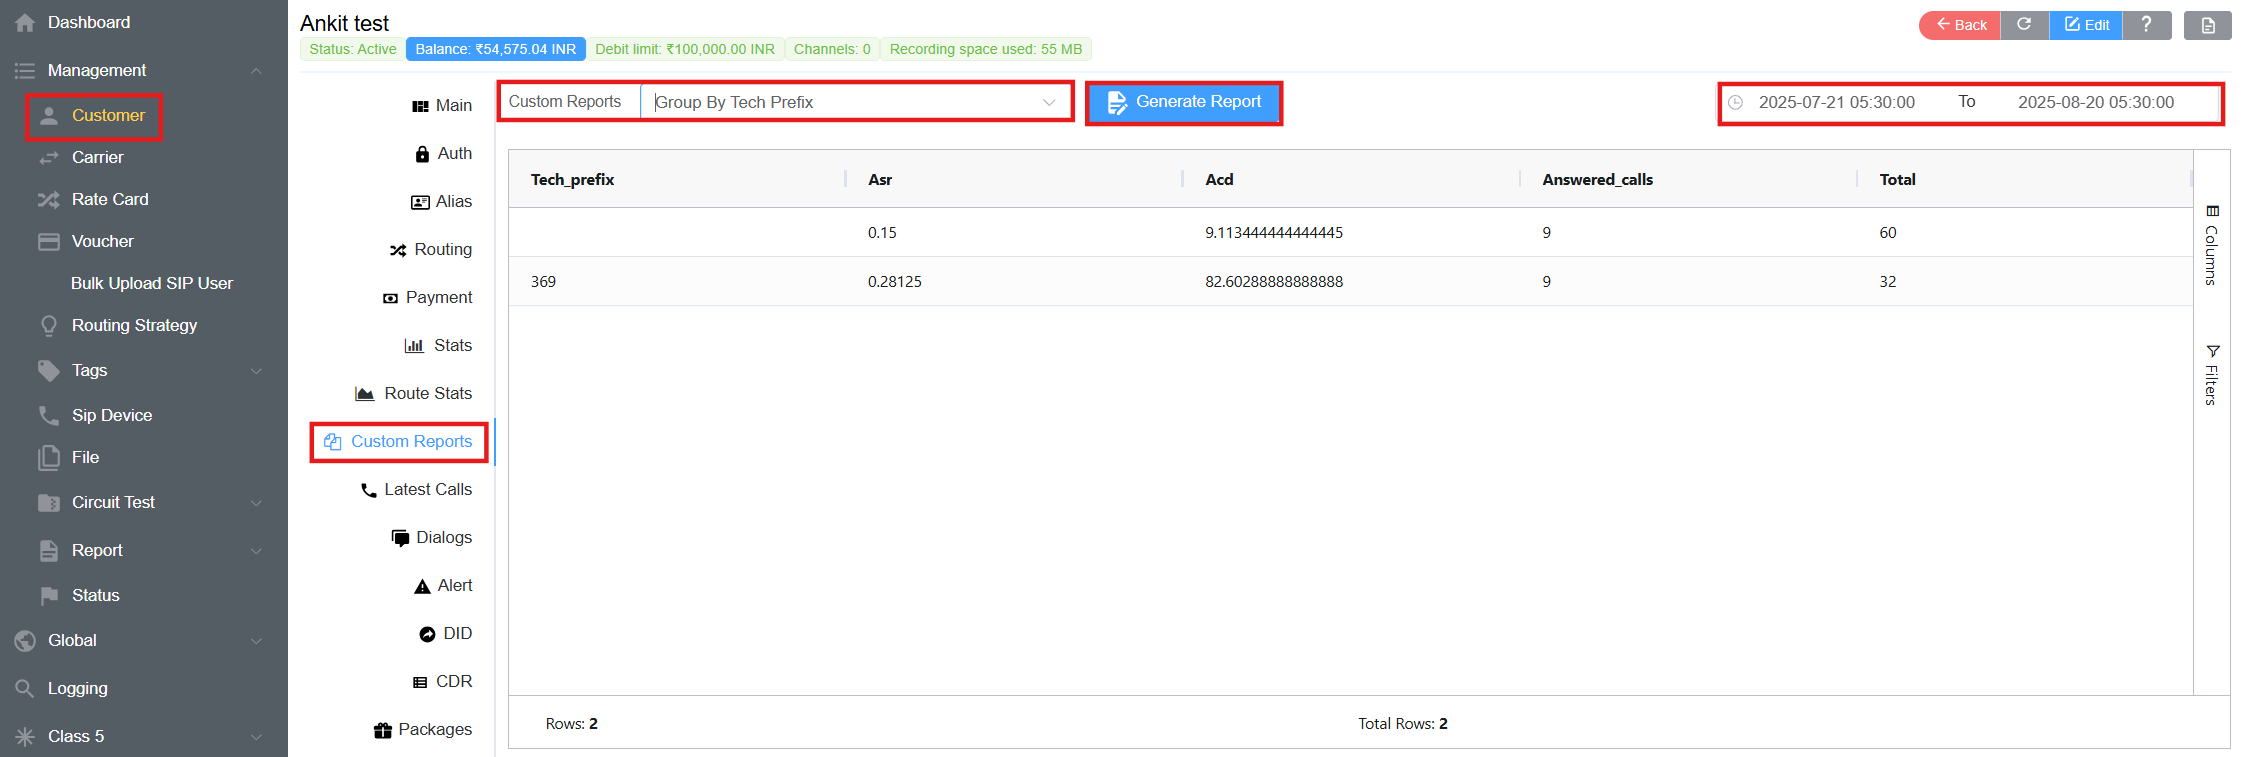 Dashboard
Management
Customer
Carrier
Rate Card
Voucher
Bulk Upload SIP User
Routing Strategy
Tags
Sip Device
File
Circuit Test
Report
Status
Global
Logging
Class 5
Ankit test
Back
Edit
?
Status: Active
Balance: ₹54,575.04 INR
Debit limit: ₹100,000.00 INR
Channels: 0
Recording space used: 55 MB
Main
Auth
Alias
Routing
Payment
Stats
Route Stats
Custom Reports
Latest Calls
Dialogs
Alert
DID
CDR
Packages
Custom Reports Group By Tech Prefix
Generate Report
2025-07-21 05:30:00 To 2025-08-20 05:30:00
Tech_prefix Asr Acd Answered_calls Total
0.15 9.113444444444445 9 60
369 0.28125 82.60288888888888 9 32
Columns
Filters
Rows: 2 Total Rows: 2